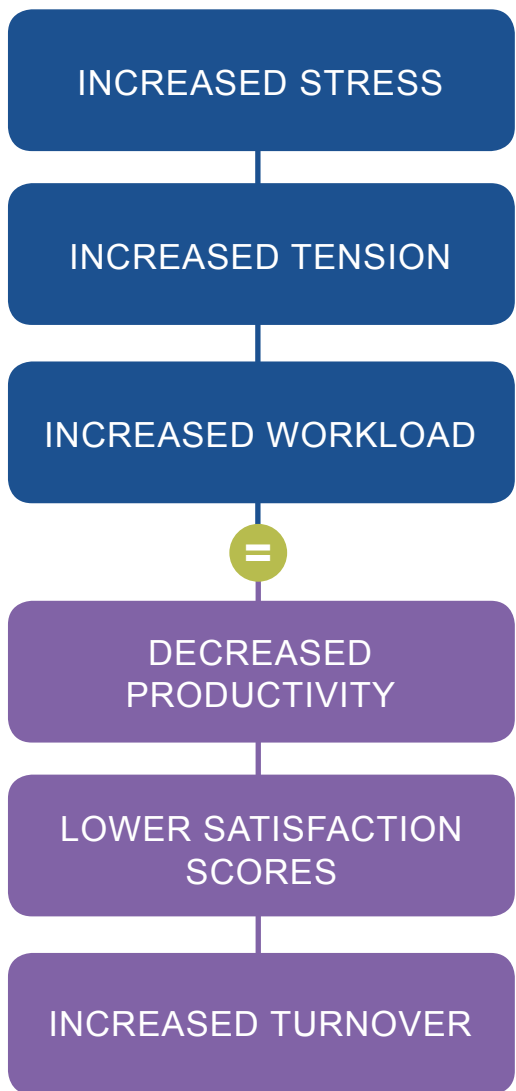 INCREASED STRESS
INCREASED TENSION
INCREASED WORKLOAD
=
DECREASED
PRODUCTIVITY
LOWER SATISFACTION
SCORES
INCREASED TURNOVER